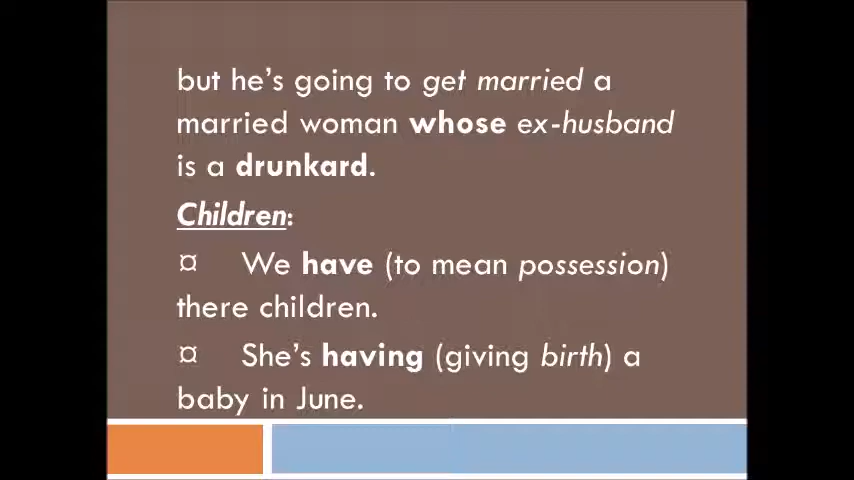 but he's going to get married a
married woman whose ex-husband
is a drunkard.
Children:
¤ We have (to mean possession)
there children.
¤ She's having (giving birth) a
baby in June.